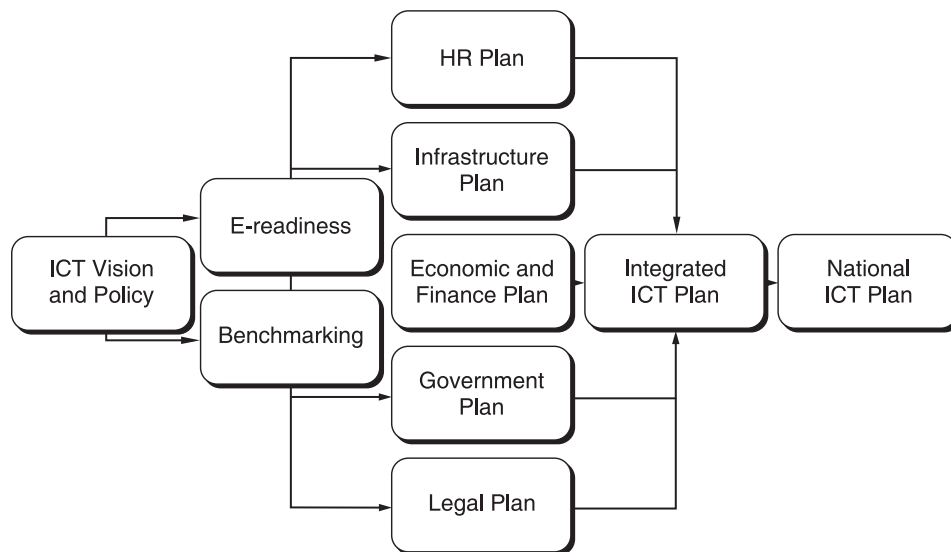 HR Plan
Infrastructure
Plan
E-readiness
ICT Vision
and Policy
Economic and
Finance Plan
Integrated
ICT Plan
National
ICT Plan
Benchmarking
Government
Plan
Legal Plan